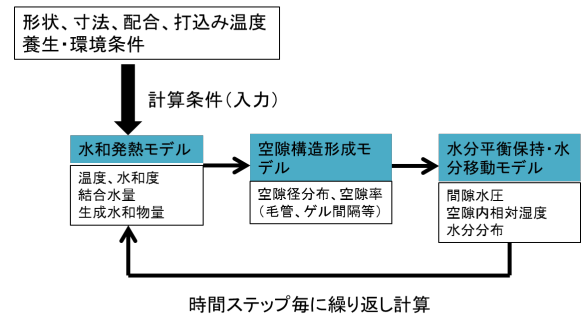 形状、寸法、配合、打込み温度
養生・環境条件
計算条件（入力）
水和発熱モデル
温度、水和度
結合水量
生成水和物量
空隙構造形成モ
デル
空隙径分布、空隙率
（毛管、ゲル間隔等）
水分平衡保持・水
分移動モデル
間隙水圧
空隙内相対湿度
水分分布
時間ステップ毎に繰り返し計算